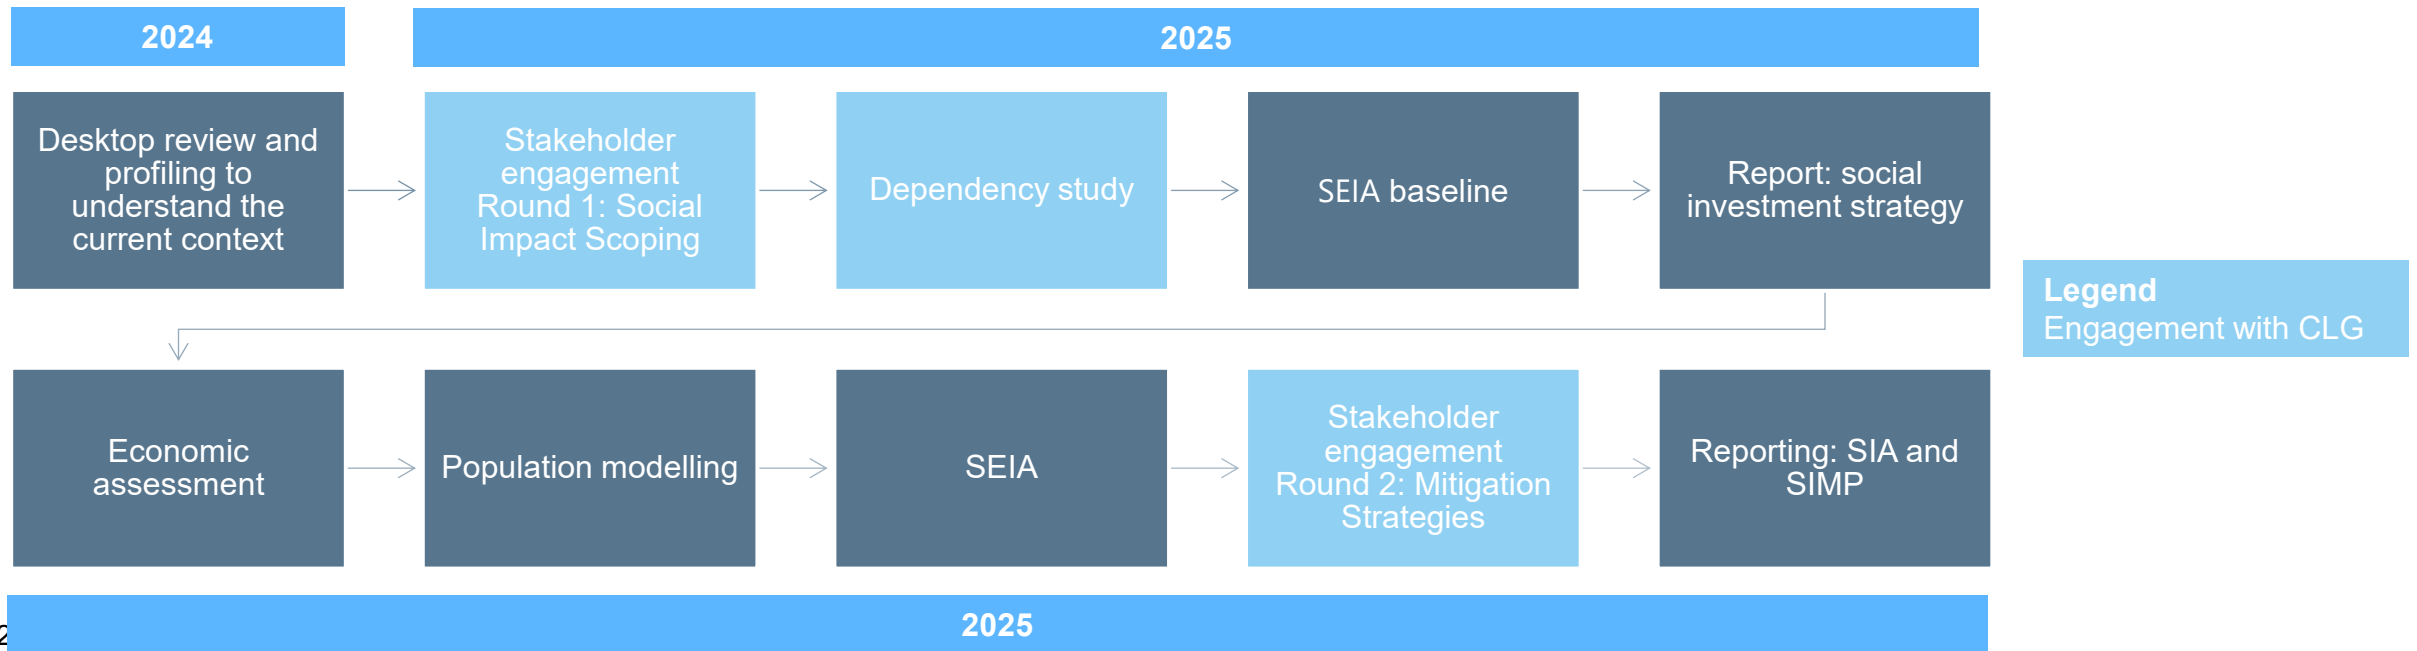 2024
2025
Desktop review and
profiling to
understand the
current context
Stakeholder
engagement
Round 1: Social
Impact Scoping
Dependency study
SEIA baseline
Report: social
investment strategy
Legend
Engagement with CLG
Economic
assessment
Population modelling
SEIA
Stakeholder
engagement
Round 2: Mitigation
Strategies
Reporting: SIA and
SIMP
2025